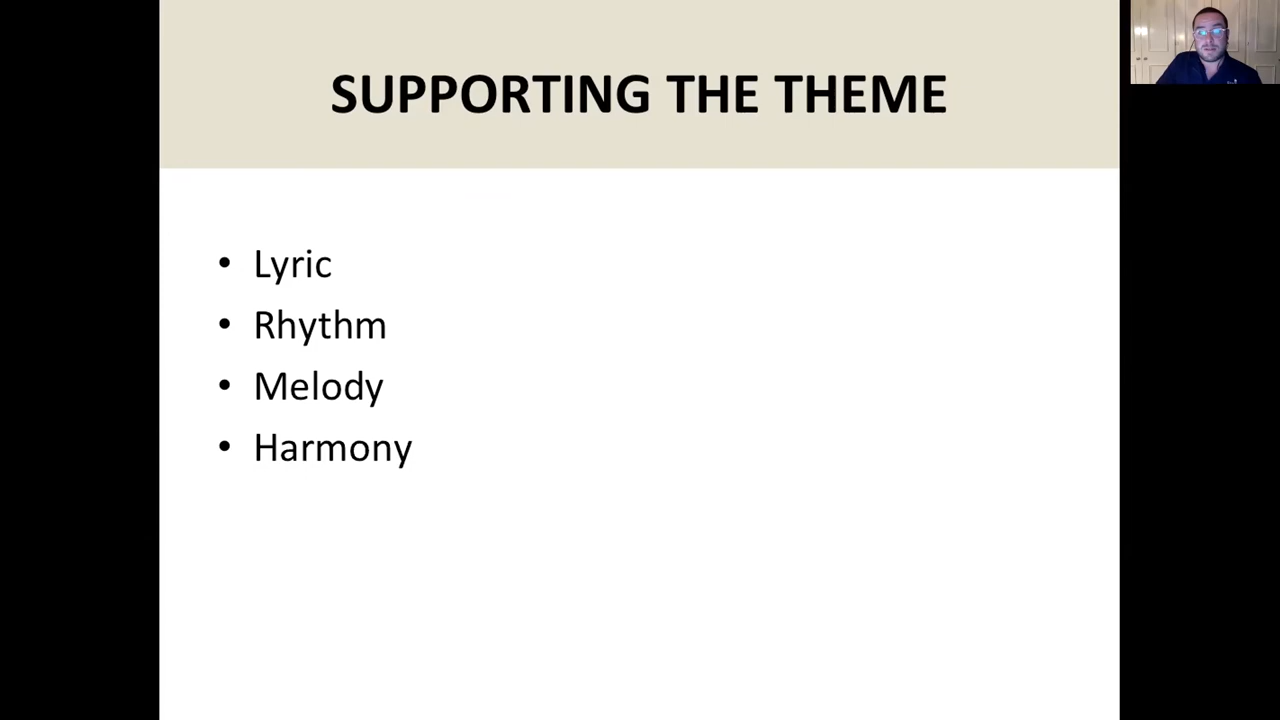 SUPPORTING THE THEME
• Lyric
• Rhythm
• Melody
• Harmony